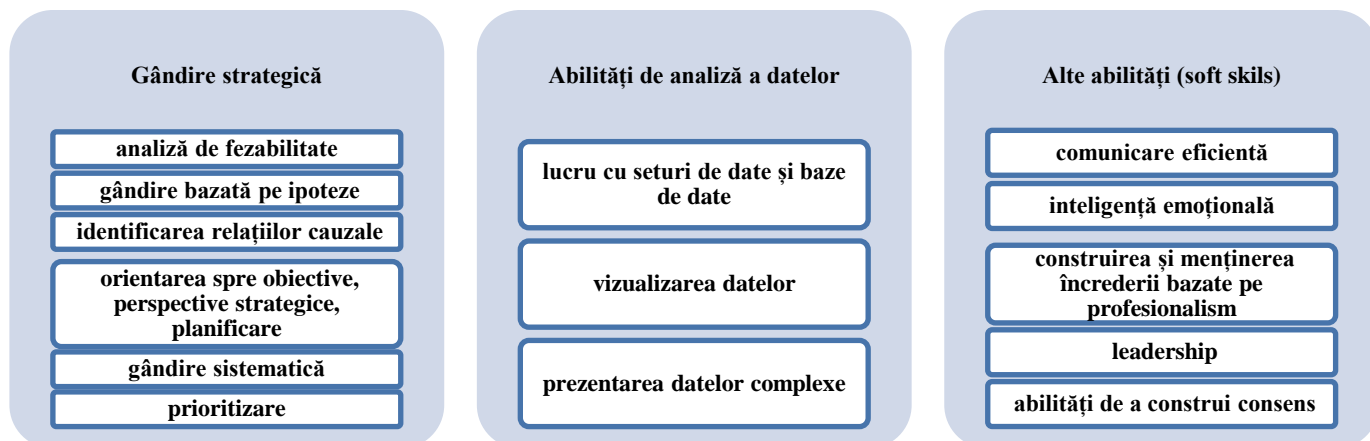 Gândire strategică
analiză de fezabilitate
gândire bazată pe ipoteze
identificarea relațiilor cauzale
orientarea spre obiective,
perspective strategice,
planificare
gândire sistematică
prioritizare
Abilități de analiză a datelor
lucru cu seturi de date și baze
de date
vizualizarea datelor
prezentarea datelor complexe
Alte abilități (soft skils)
comunicare eficientă
inteligență emoțională
construirea și menținerea
încrederii bazate pe
profesionalism
leadership
abilități de a construi consens